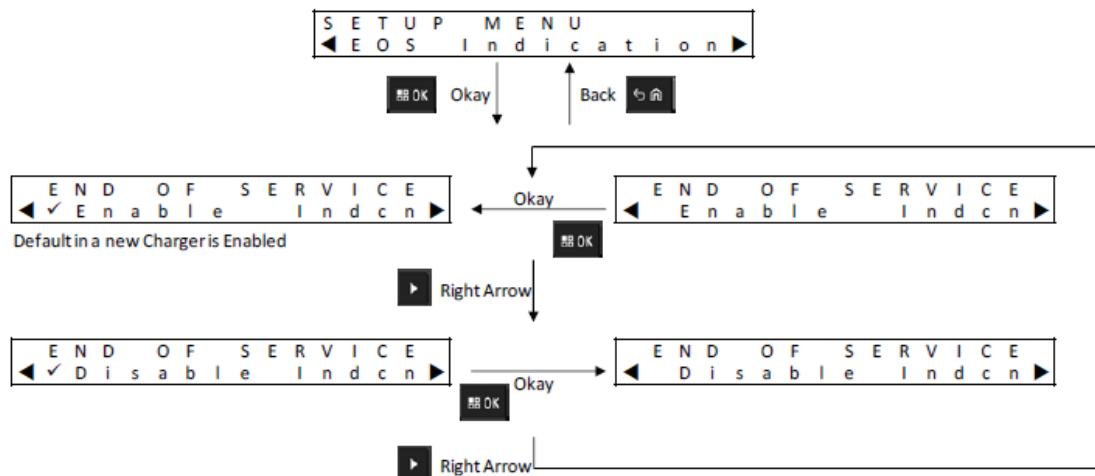 SETUP MENU
◀EOS Indication▶
OK Okay Back
END OF SERVICE
◀✓Enable Indcn▶
Okay
END OF SERVICE
◀ Enable Indcn▶
OK
Default in a new Charger is Enabled
Right Arrow
END OF SERVICE
◀✓Disable Indcn▶
Okay
END OF SERVICE
◀ Disable Indcn▶
OK
Right Arrow